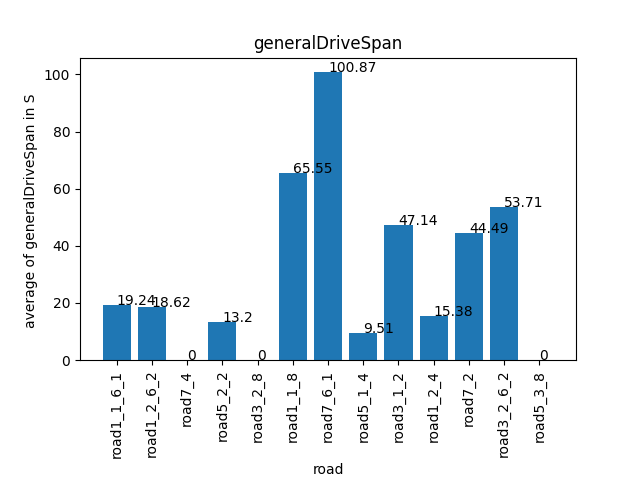 generalDriveSpan
average of generalDriveSpan in S
100
80
60
40
20
0
19.24
18.62
0
13.2
0
65.55
100.87
9.51
47.14
15.38
44.49
53.71
0
road1_1_6_1
road1_2_6_2
road7_4
road5_2_2
road3_2_8
road1_1_8
road7_6_1
road5_1_4
road3_1_2
road1_2_4
road7_2
road3_2_6_2
road5_3_8
road